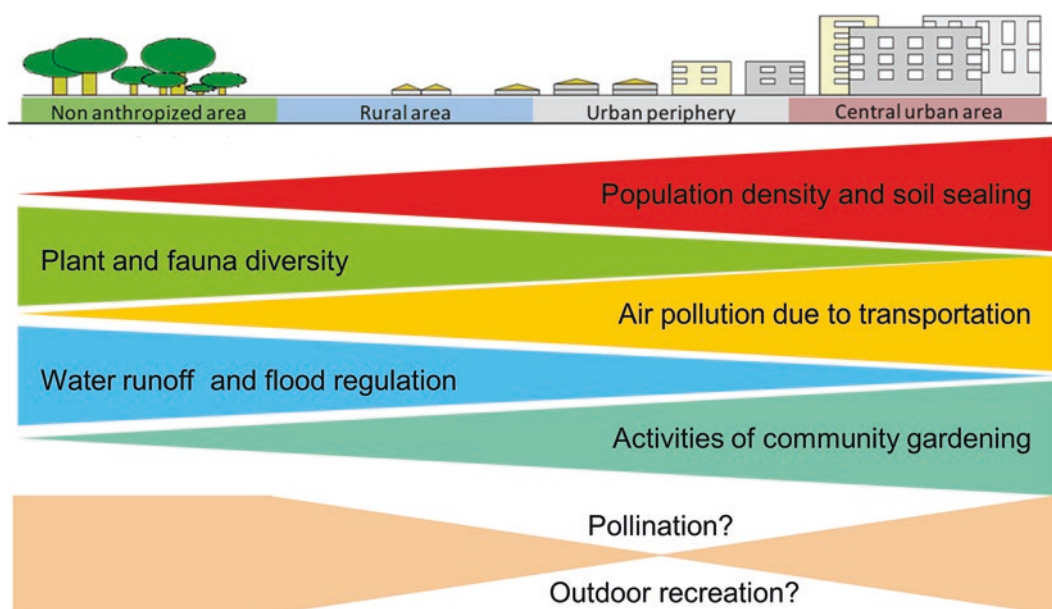 Non anthropized area
Rural area
Urban periphery
Central urban area
Population density and soil sealing
Plant and fauna diversity
Air pollution due to transportation
Water runoff and flood regulation
Activities of community gardening
Pollination?
Outdoor recreation?